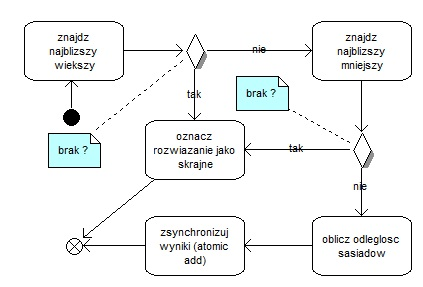 znajdz
najblizszy
wiekszy
nie
znajdz
najblizszy
mniejszy
tak
brak ?
brak ?
oznacz
rozwiazanie jako
skrajne
tak
nie
zsynchronizuj
wyniki (atomic
add)
oblicz odleglosc
sasiadow